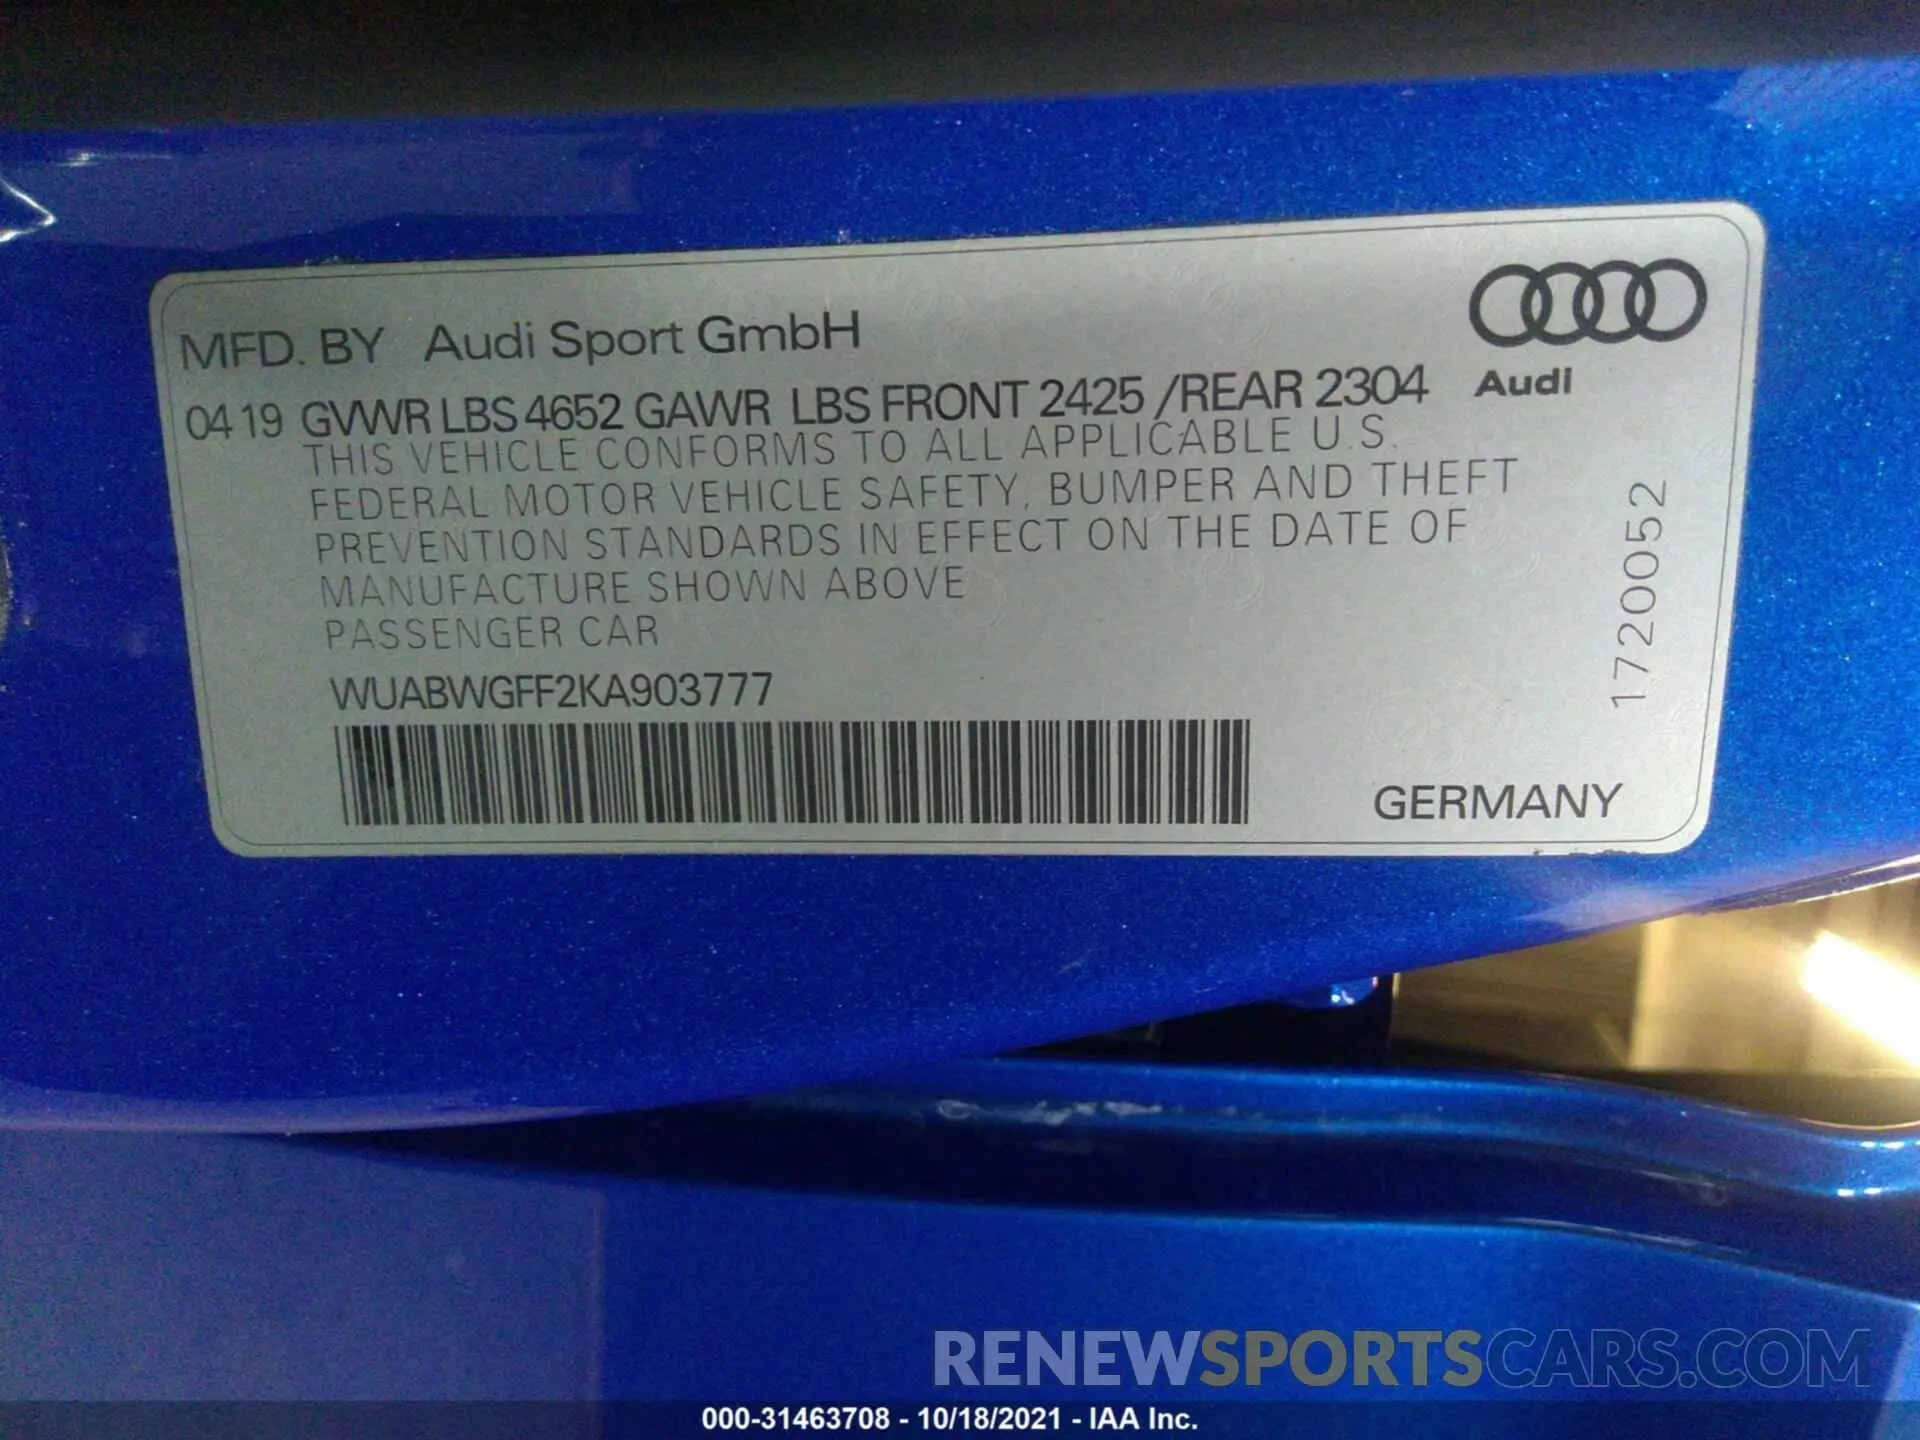 MFD. BY Audi Sport GmbH
04 19 GVWR LBS 4652 GAWR LBS FRONT 2425 /REAR 2304
Audi
THIS VEHICLE CONFORMS TO ALL APPLICABLE U.S.
FEDERAL MOTOR VEHICLE SAFETY, BUMPER AND THEFT
PREVENTION STANDARDS IN EFFECT ON THE DATE OF
MANUFACTURE SHOWN ABOVE
PASSENGER CAR
WUABWGFF2KA903777
1720052
GERMANY
RENEWSPORTSCARS.COM
000-31463708 - 10/18/2021 - IAA Inc.